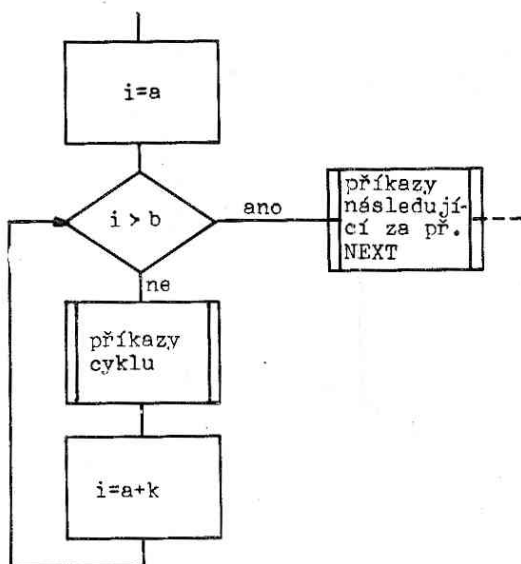 i=a
i > b
ano
příkazy
následují-
cí za př.
NEXT
ne
příkazy
cyklu
i=a+k